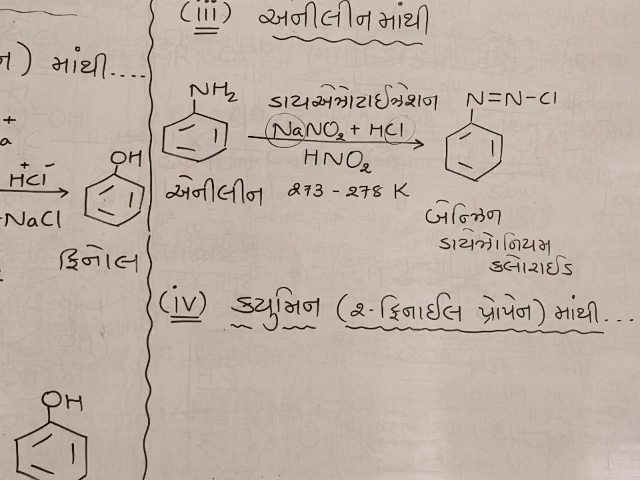 ન) માંથી....
+
a
+ -
HCl
-NaCl
OH
ફિનોલ
OH
(iii) એનીલીન માંથી
NH₂
ડાયએઝોટાઈઝેશન
NaNO₂ + HCl
HNO₂
273 - 278 K
એનીલીન
N=N-Cl
બેન્ઝિન
ડાયએઝોનિયમ
ક્લોરાઈડ
(iv) ક્યુમિન (૨-ફિનાઈલ પ્રોપેન) માંથી...